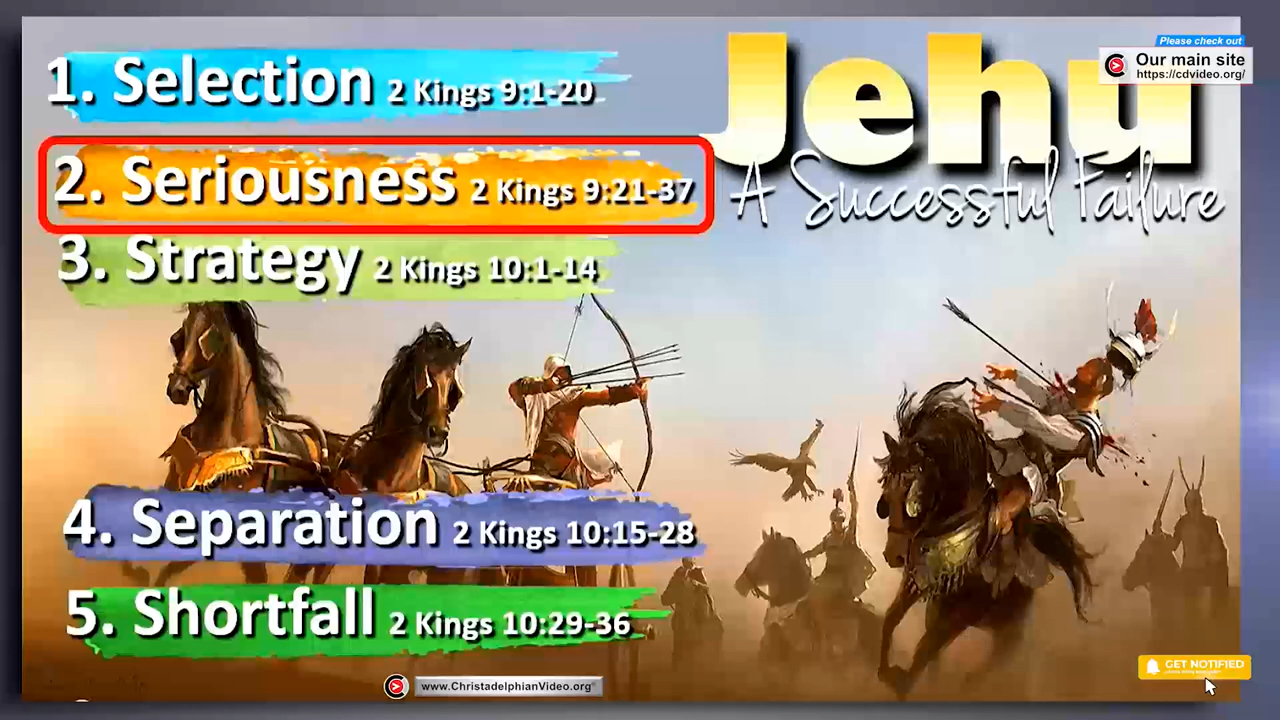 1. Selection 2 Kings 9:1-20
2. Seriousness 2 Kings 9:21-37
3. Strategy 2 Kings 10:1-14
4. Separation 2 Kings 10:15-28
5. Shortfall 2 Kings 10:29-36
Jehu
A Successful Failure
Please check out
Our main site
https://cdvideo.org/
www.ChristadelphianVideo.org
GET NOTIFIED